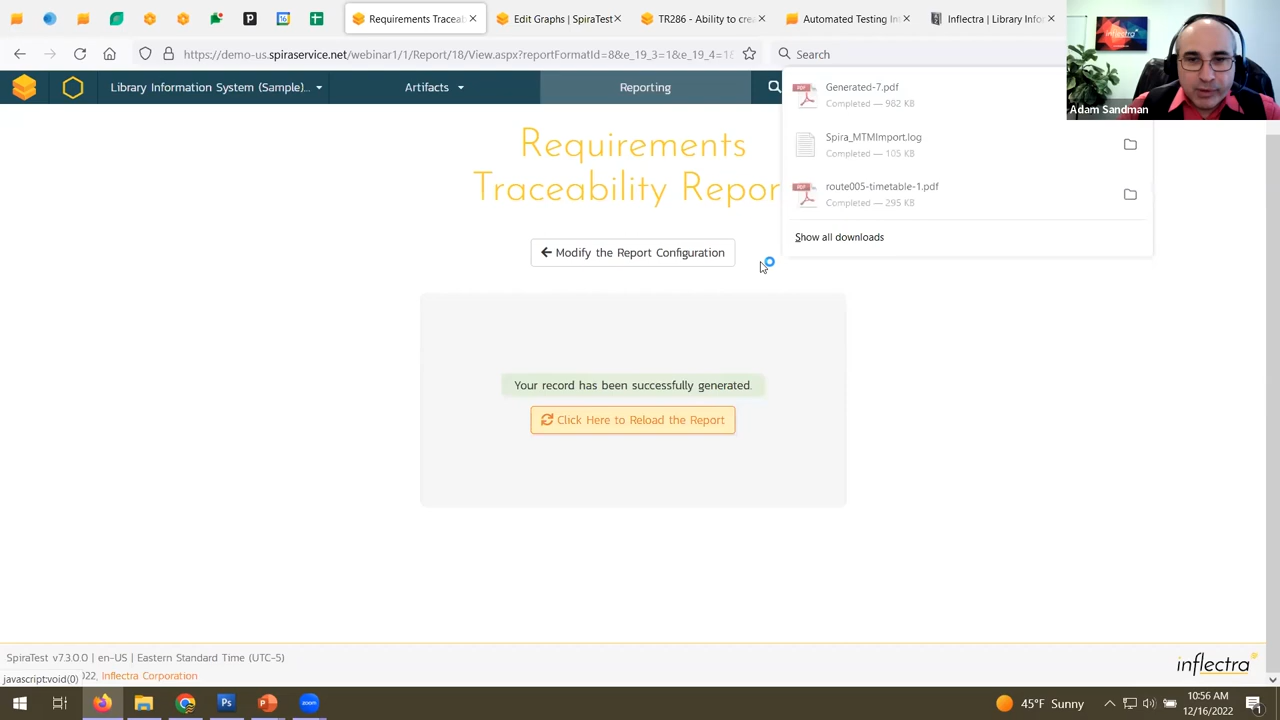 Requirements Traceab
Edit Graphs | SpiraTest
TR286 - Ability to cre
Automated Testing In
Inflectra | Library Infor
https://demo-us.spiraservice.net/webinar
port/18/View.aspx?reportFormatId=8&e_19_3=1&e_19_4=1&
Search
Library Information System (Sample)...
Artifacts
Reporting
Adam Sandman
inflectra
Generated-7.pdf
Completed — 982 KB
Spira_MTMImport.log
Completed — 105 KB
route005-timetable-1.pdf
Completed — 295 KB
Show all downloads
Requirements
Traceability Repor
Modify the Report Configuration
Your record has been successfully generated.
Click Here to Reload the Report
SpiraTest v7.3.0.0 | en-US | Eastern Standard Time (UTC-5)
javascript:void(0)
022, Inflectra Corporation
inflectra
45°F Sunny
10:56 AM
12/16/2022